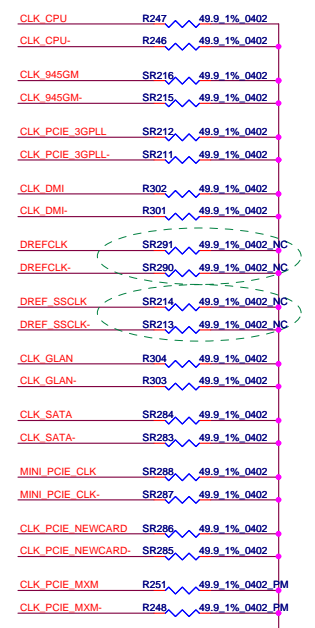 CLK_CPU R247 49.9_1%_0402
CLK_CPU- R246 49.9_1%_0402
CLK_945GM SR216 49.9_1%_0402
CLK_945GM- SR215 49.9_1%_0402
CLK_PCIE_3GPLL SR212 49.9_1%_0402
CLK_PCIE_3GPLL- SR211 49.9_1%_0402
CLK_DMI R302 49.9_1%_0402
CLK_DMI- R301 49.9_1%_0402
DREFCLK SR291 49.9_1%_0402_NC
DREFCLK- SR290 49.9_1%_0402_NC
DREF_SSCLK SR214 49.9_1%_0402_NC
DREF_SSCLK- SR213 49.9_1%_0402_NC
CLK_GLAN R304 49.9_1%_0402
CLK_GLAN- R303 49.9_1%_0402
CLK_SATA SR284 49.9_1%_0402
CLK_SATA- SR283 49.9_1%_0402
MINI_PCIE_CLK SR288 49.9_1%_0402
MINI_PCIE_CLK- SR287 49.9_1%_0402
CLK_PCIE_NEWCARD SR286 49.9_1%_0402
CLK_PCIE_NEWCARD- SR285 49.9_1%_0402
CLK_PCIE_MXM R251 49.9_1%_0402_PM
CLK_PCIE_MXM- R248 49.9_1%_0402_PM